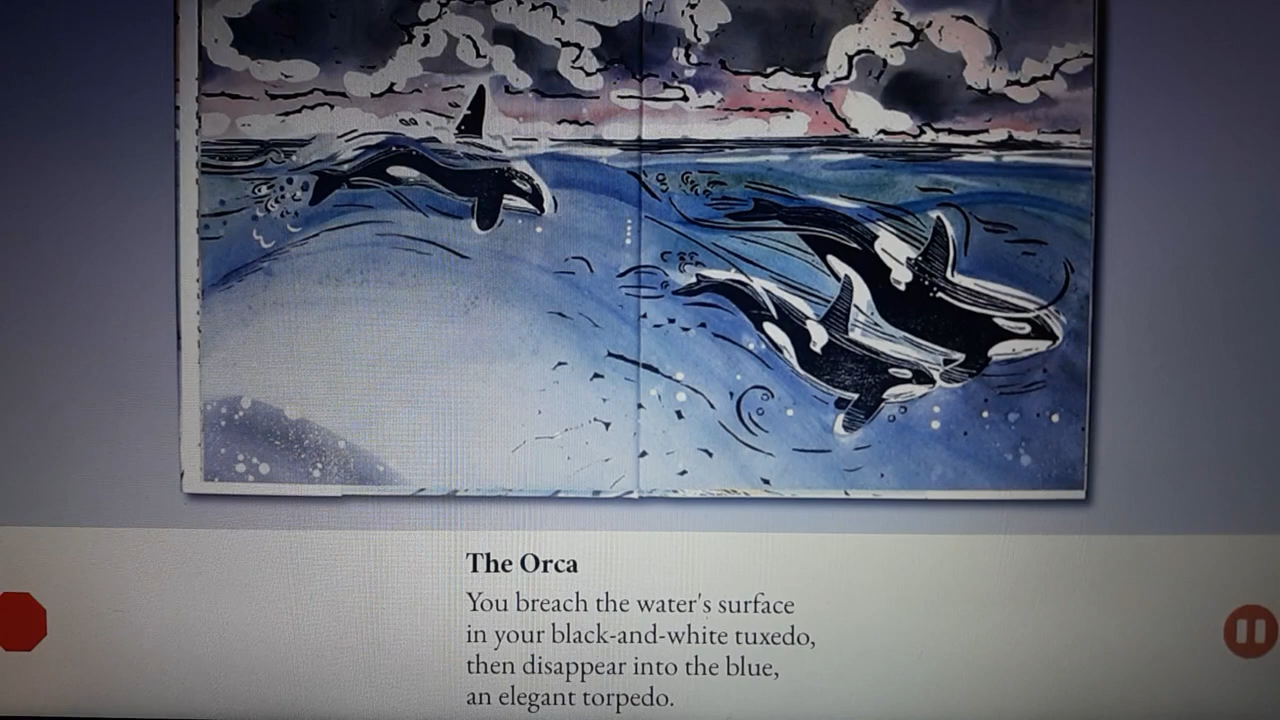 The Orca
You breach the water's surface
in your black-and-white tuxedo,
then disappear into the blue,
an elegant torpedo.